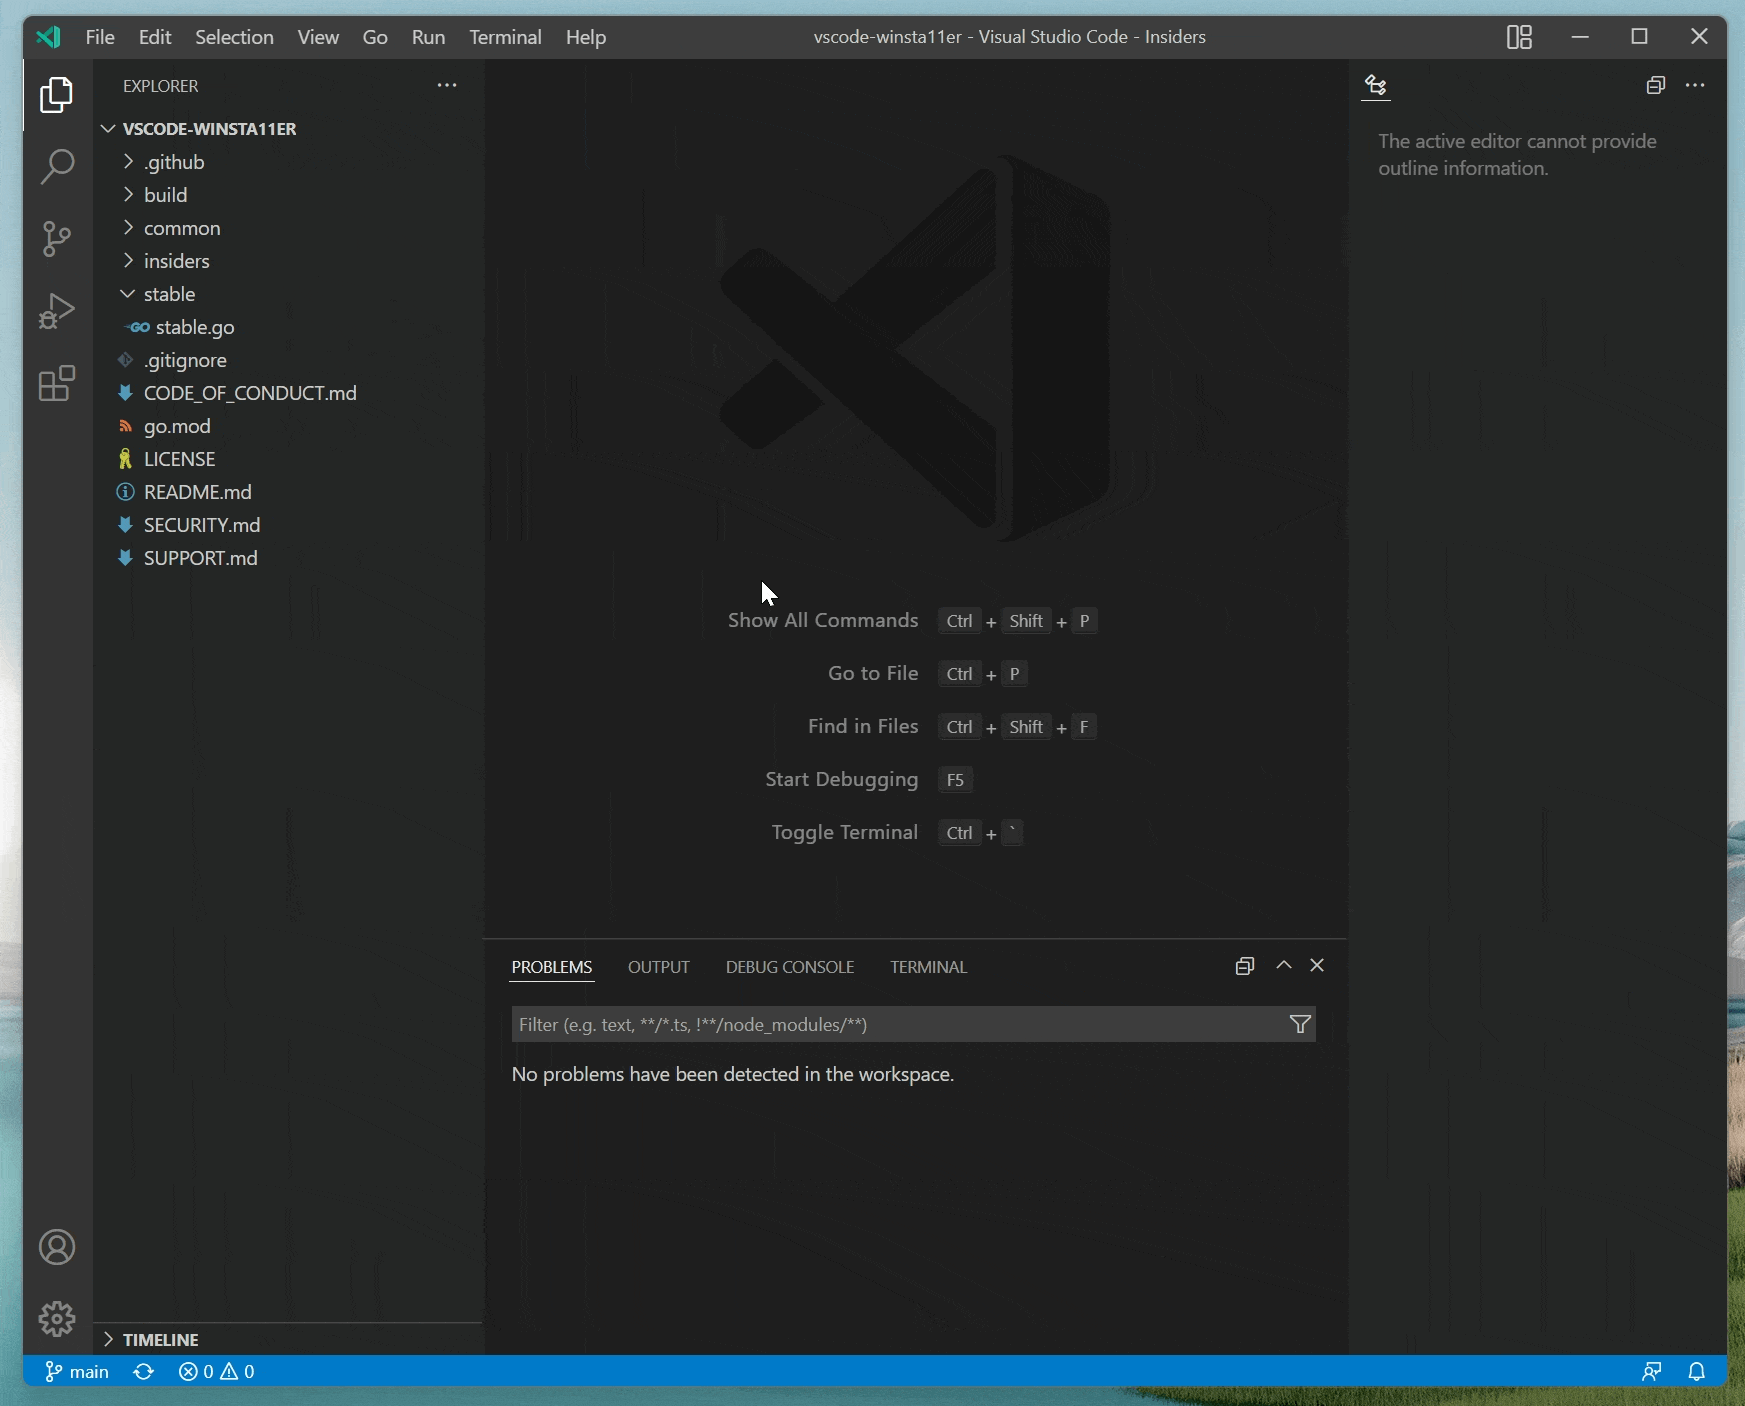 File Edit Selection View Go Run Terminal Help vscode-winsta11er - Visual Studio Code - Insiders
EXPLORER
VSCODE-WINSTA11ER
.github
build
common
insiders
stable
GO stable.go
.gitignore
CODE_OF_CONDUCT.md
go.mod
LICENSE
README.md
SECURITY.md
SUPPORT.md
TIMELINE
Show All Commands Ctrl + Shift + P
Go to File Ctrl + P
Find in Files Ctrl + Shift + F
Start Debugging F5
Toggle Terminal Ctrl + `
PROBLEMS OUTPUT DEBUG CONSOLE TERMINAL
Filter (e.g. text, **/*.ts, !**/node_modules/**)
No problems have been detected in the workspace.
The active editor cannot provide
outline information.
main 0 0